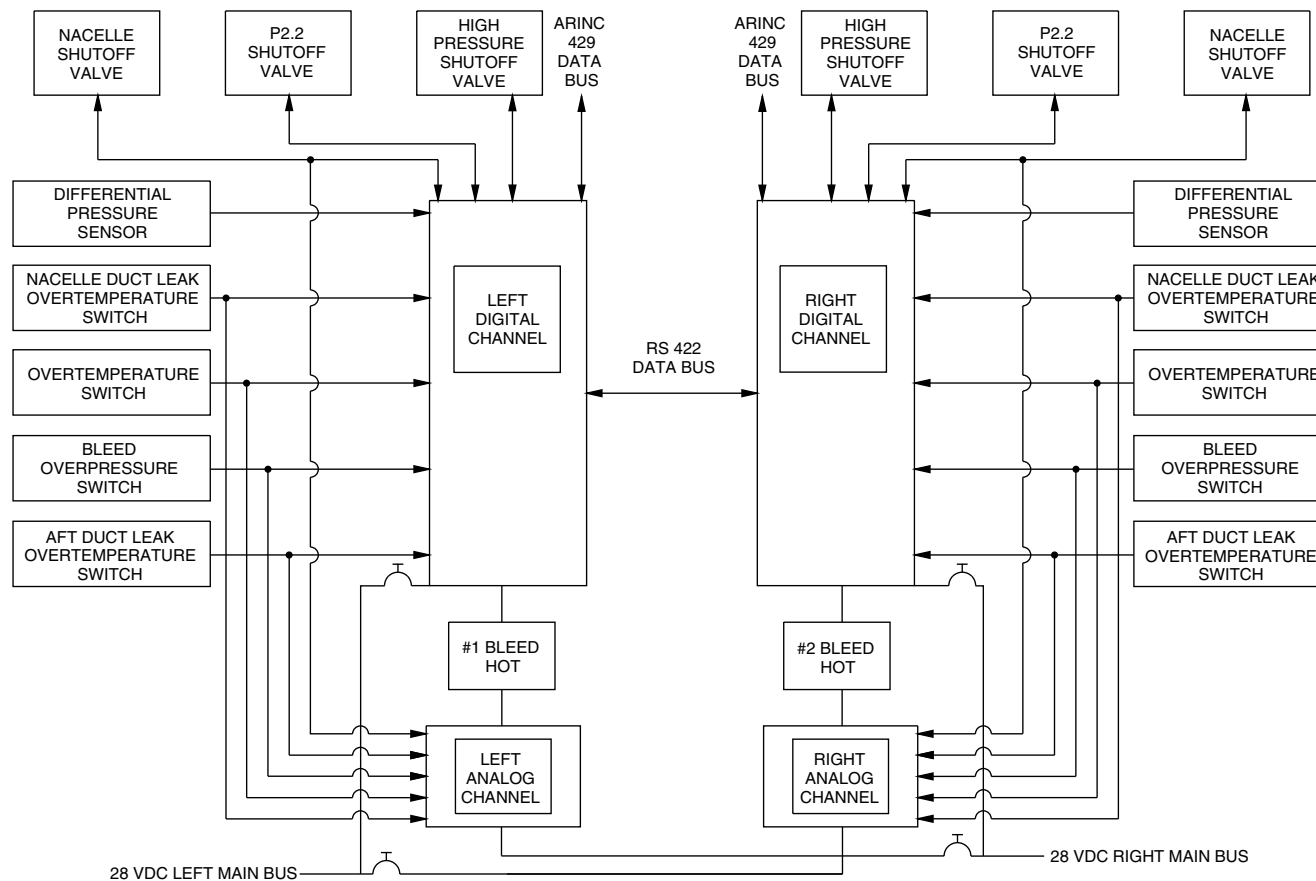 NACELLE
SHUTOFF
VALVE
P2.2
SHUTOFF
VALVE
HIGH
PRESSURE
SHUTOFF
VALVE
ARINC
429
DATA
BUS
ARINC
429
DATA
BUS
HIGH
PRESSURE
SHUTOFF
VALVE
P2.2
SHUTOFF
VALVE
NACELLE
SHUTOFF
VALVE
DIFFERENTIAL
PRESSURE
SENSOR
DIFFERENTIAL
PRESSURE
SENSOR
NACELLE DUCT LEAK
OVERTEMPERATURE
SWITCH
LEFT
DIGITAL
CHANNEL
RIGHT
DIGITAL
CHANNEL
NACELLE DUCT LEAK
OVERTEMPERATURE
SWITCH
RS 422
DATA BUS
OVERTEMPERATURE
SWITCH
OVERTEMPERATURE
SWITCH
BLEED
OVERPRESSURE
SWITCH
BLEED
OVERPRESSURE
SWITCH
AFT DUCT LEAK
OVERTEMPERATURE
SWITCH
AFT DUCT LEAK
OVERTEMPERATURE
SWITCH
#1 BLEED
HOT
#2 BLEED
HOT
LEFT
ANALOG
CHANNEL
RIGHT
ANALOG
CHANNEL
28 VDC RIGHT MAIN BUS
28 VDC LEFT MAIN BUS